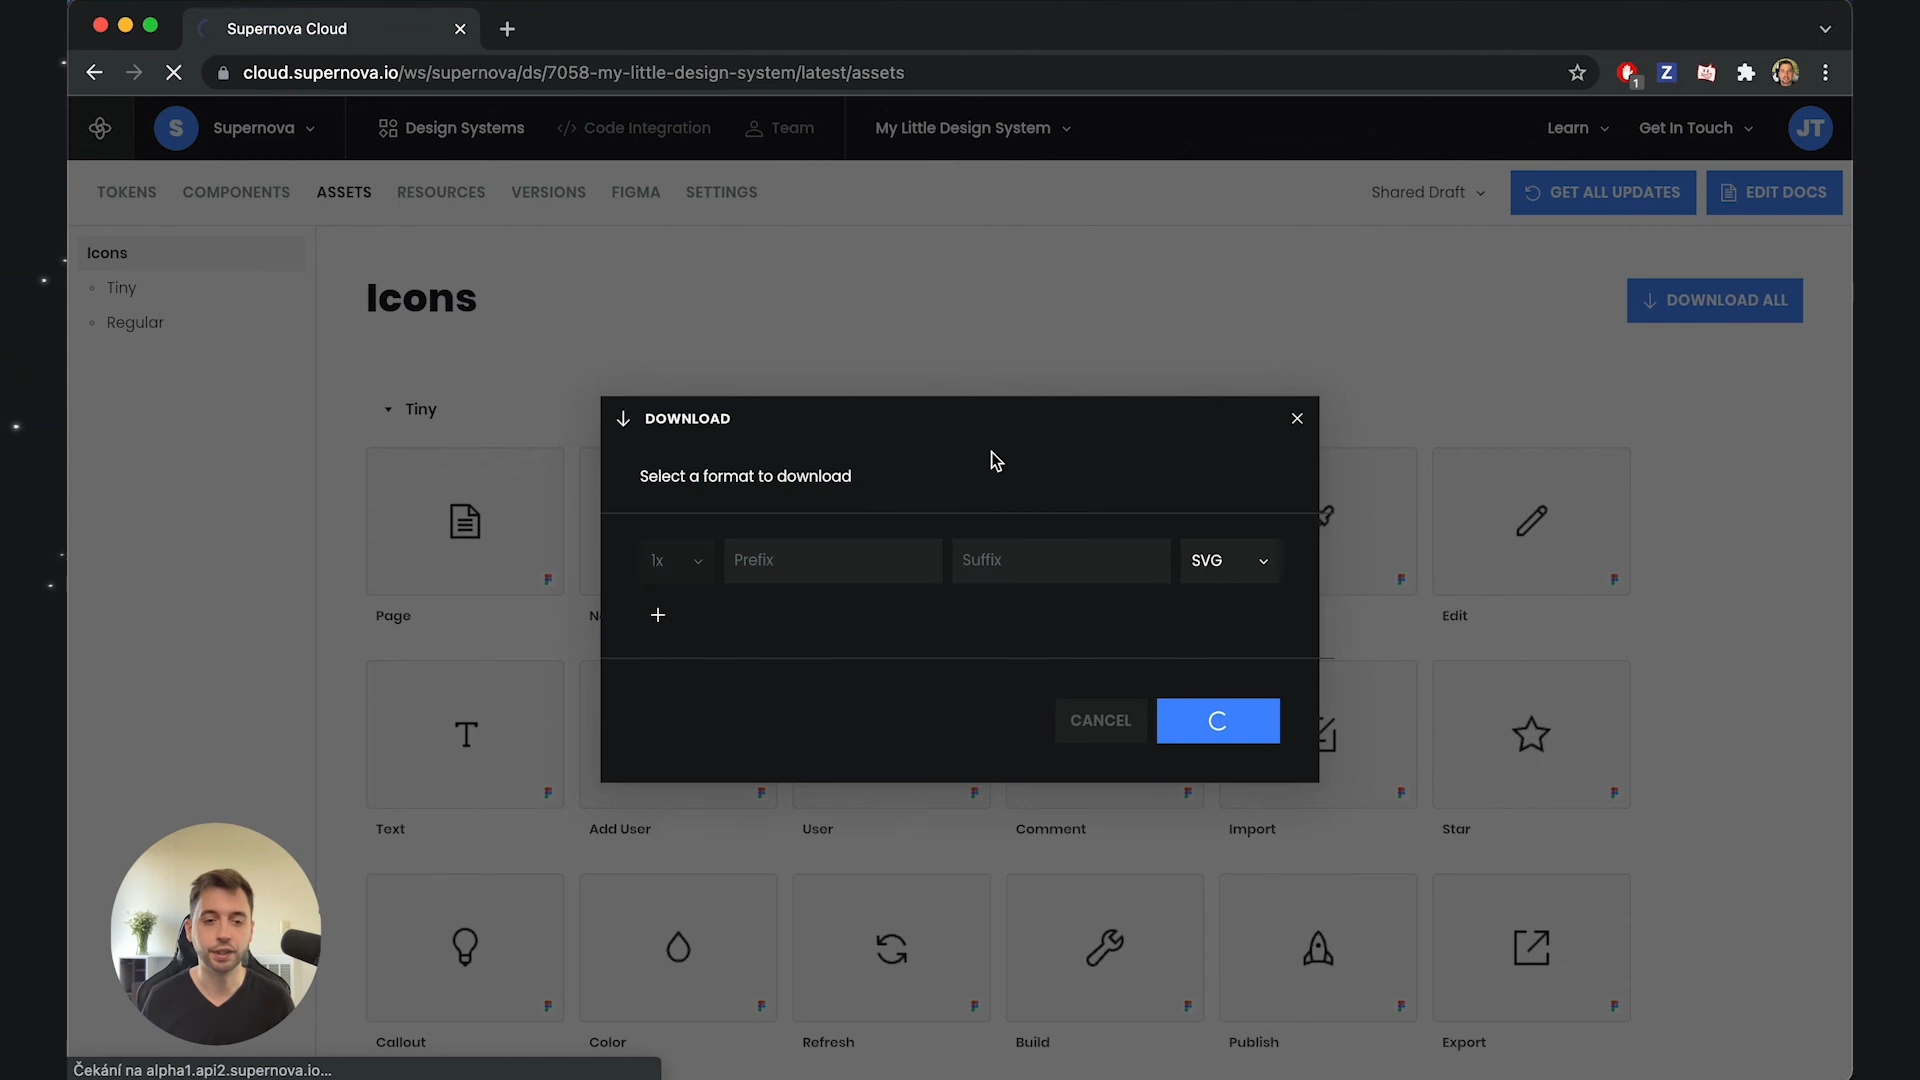 Supernova Cloud
cloud.supernova.io/ws/supernova/ds/7058-my-little-design-system/latest/assets
Z
1
S
Supernova
Design Systems
</> Code Integration
Team
My Little Design System
Learn
Get In Touch
JT
TOKENS
COMPONENTS
ASSETS
RESOURCES
VERSIONS
FIGMA
SETTINGS
Shared Draft
GET ALL UPDATES
EDIT DOCS
Icons
Tiny
Regular
Icons
DOWNLOAD ALL
Tiny
DOWNLOAD
Select a format to download
1x
Prefix
Suffix
SVG
CANCEL
Page
Edit
Text
Add User
User
Comment
Import
Star
Callout
Color
Refresh
Build
Publish
Export
Čekání na alpha1.api2.supernova.io...